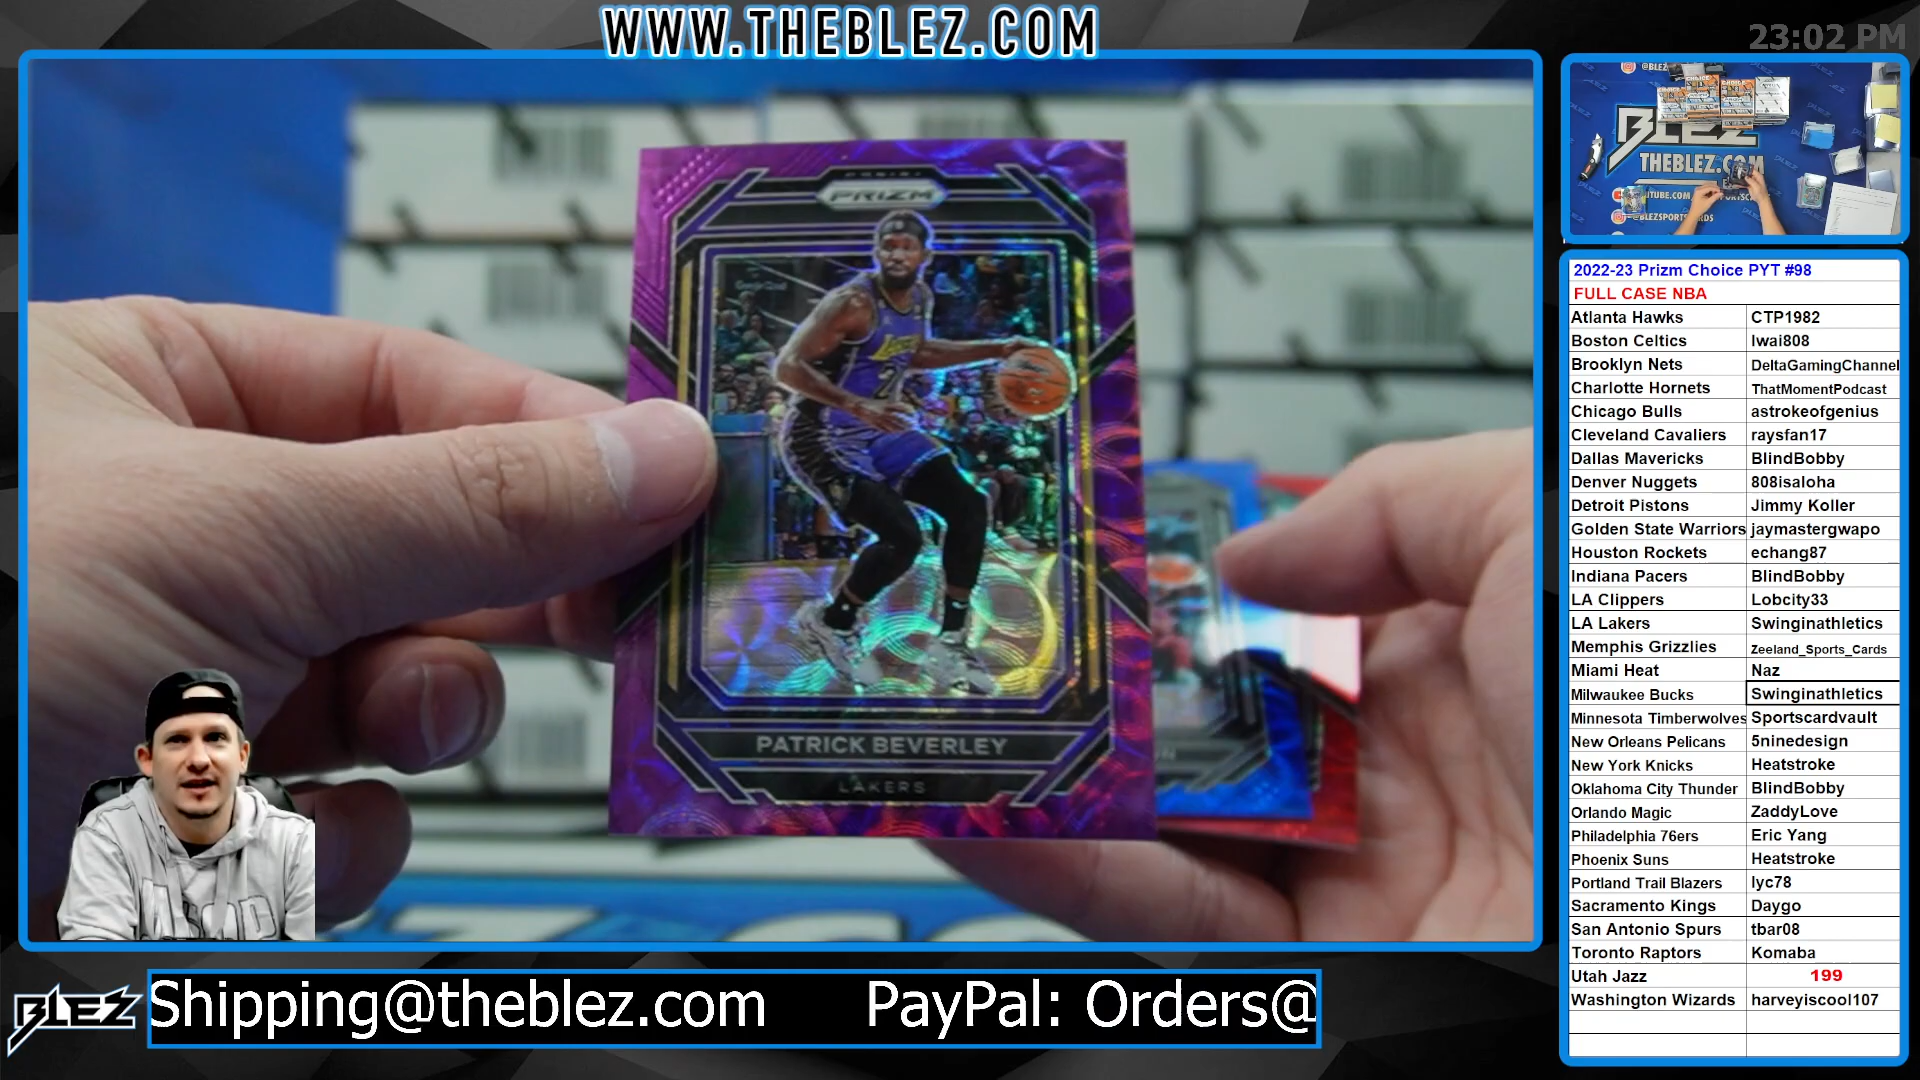 WWW.THEBLEZ.COM
23:02 PM
PANINI
PRIZM
PATRICK BEVERLEY
LAKERS
@BLEZ
BLEZ
THEBLEZ.COM
2022-23 Prizm Choice PYT #98
FULL CASE NBA
Atlanta Hawks CTP1982
Boston Celtics Iwai808
Brooklyn Nets DeltaGamingChannel
Charlotte Hornets ThatMomentPodcast
Chicago Bulls astrokeofgenius
Cleveland Cavaliers raysfan17
Dallas Mavericks BlindBobby
Denver Nuggets 808isaloha
Detroit Pistons Jimmy Koller
Golden State Warriors jaymastergwapo
Houston Rockets echang87
Indiana Pacers BlindBobby
LA Clippers Lobcity33
LA Lakers Swinginathletics
Memphis Grizzlies Zeeland_Sports_Cards
Miami Heat Naz
Milwaukee Bucks Swinginathletics
Minnesota Timberwolves Sportscardvault
New Orleans Pelicans 5ninedesign
New York Knicks Heatstroke
Oklahoma City Thunder BlindBobby
Orlando Magic ZaddyLove
Philadelphia 76ers Eric Yang
Phoenix Suns Heatstroke
Portland Trail Blazers lyc78
Sacramento Kings Daygo
San Antonio Spurs tbar08
Toronto Raptors Komaba
Utah Jazz 199
Washington Wizards harveyiscool107
BLEZ
Shipping@theblez.com PayPal: Orders@